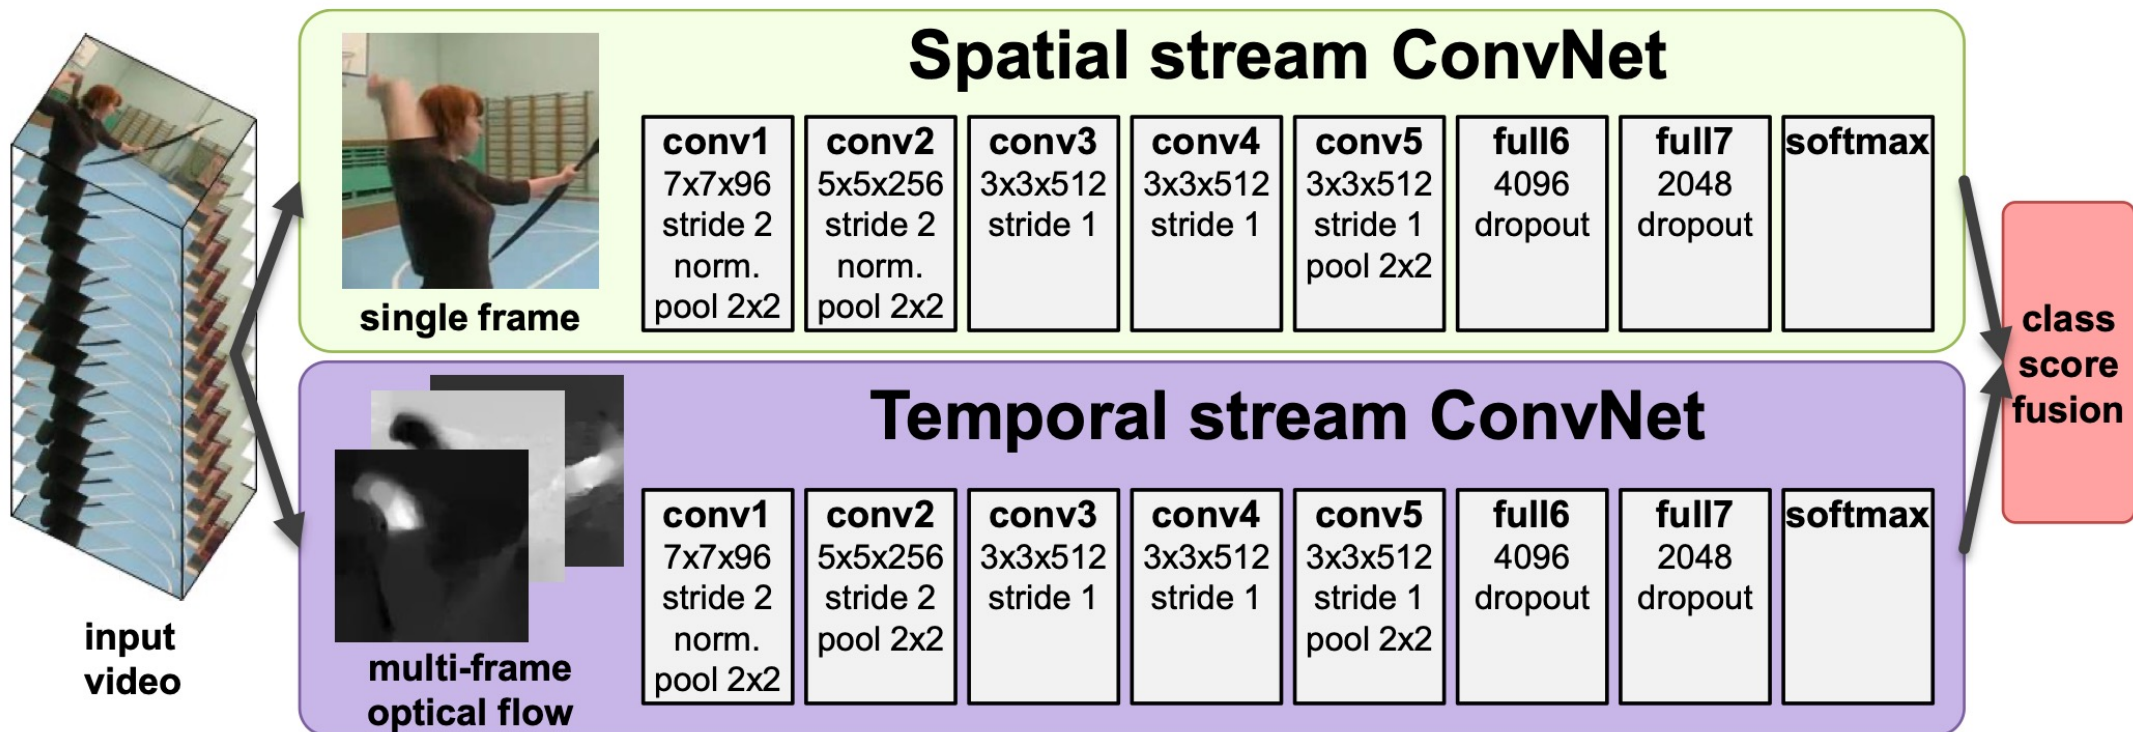 Spatial stream ConvNet
single frame
conv1
7x7x96
stride 2
norm.
pool 2x2
conv2
5x5x256
stride 2
norm.
pool 2x2
conv3
3x3x512
stride 1
conv4
3x3x512
stride 1
conv5
3x3x512
stride 1
pool 2x2
full6
4096
dropout
full7
2048
dropout
softmax
Temporal stream ConvNet
multi-frame
optical flow
conv1
7x7x96
stride 2
norm.
pool 2x2
conv2
5x5x256
stride 2
pool 2x2
conv3
3x3x512
stride 1
conv4
3x3x512
stride 1
conv5
3x3x512
stride 1
pool 2x2
full6
4096
dropout
full7
2048
dropout
softmax
input
video
class
score
fusion